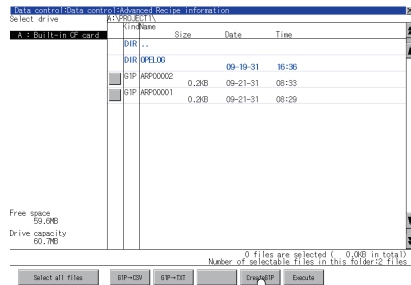 Data control:Data control:Advanced Recipe information
Select drive A:\PROJECT1\
A : Built-in CF card
Kind Name Size Date Time
DIR ..
DIR OPELOG 09-19-31 16:36
G1P ARP00002 0.2KB 09-21-31 08:33
G1P ARP00001 0.2KB 09-21-31 08:29
Free space
59.6MB
Drive capacity
60.7MB
0 files are selected ( 0.0KB in total)
Number of selectable files in this folder:2 files
Select all files G1P→CSV G1P→TXT CreateG1P Execute